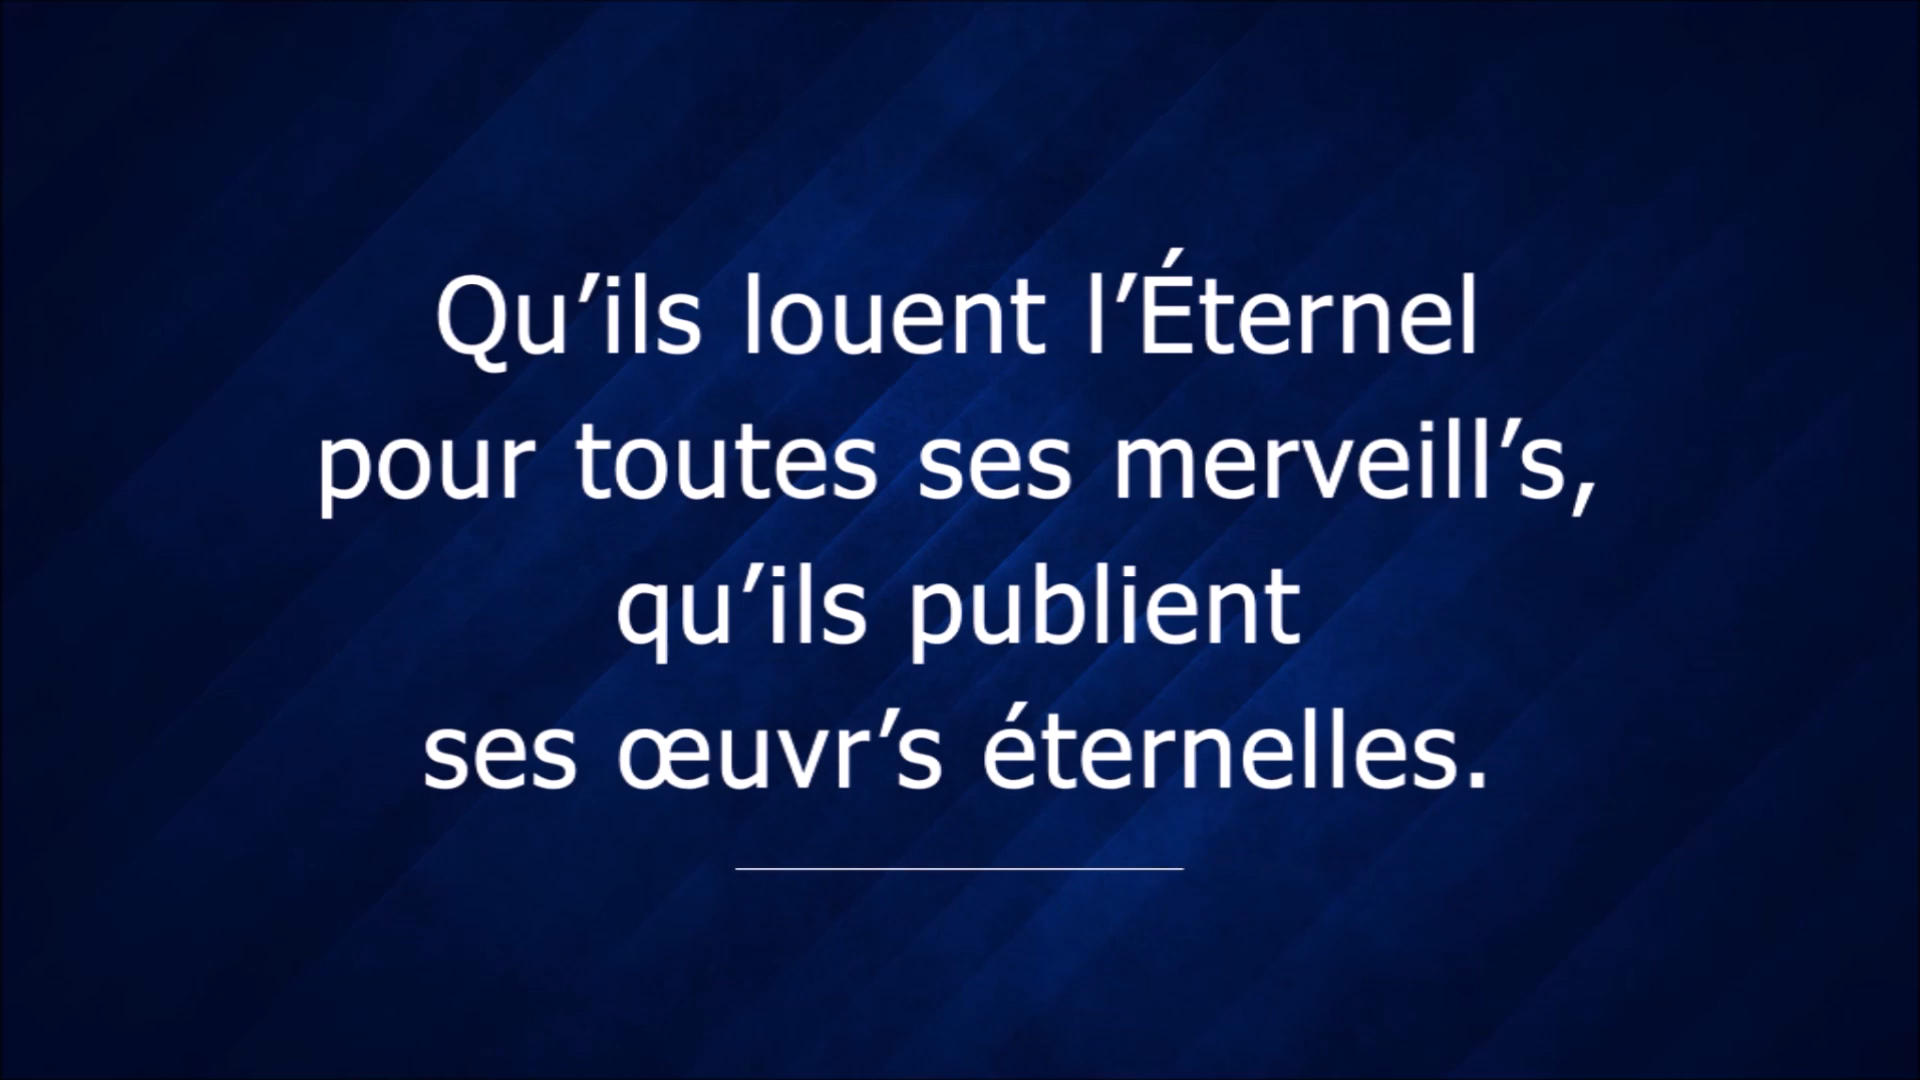 Qu’ils louent l’Éternel
pour toutes ses merveill’s,
qu’ils publient
ses œuvr’s éternelles.